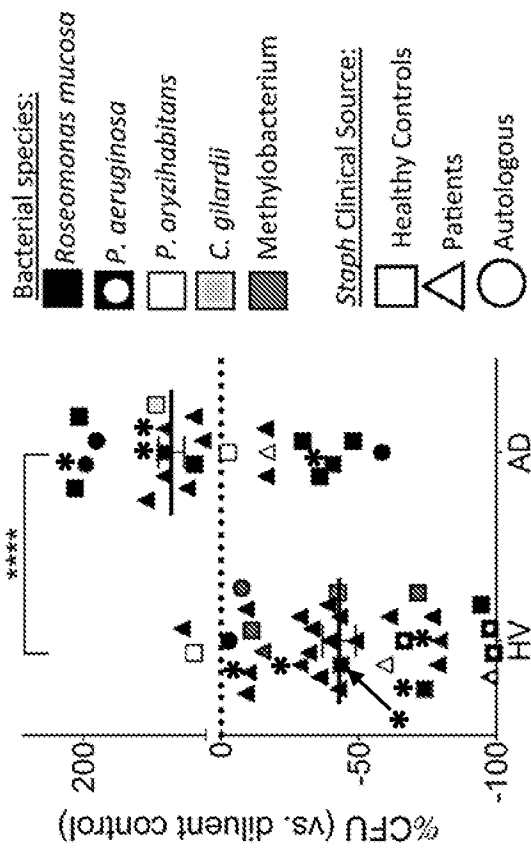 %CFU (vs. diluent control)
200
0
-50
-100
****
HV
AD
Bacterial species:
Roseomonas mucosa
P. aeruginosa
P. oryzihabitans
C. gilardii
Methylobacterium
Staph Clinical Source:
Healthy Controls
Patients
Autologous